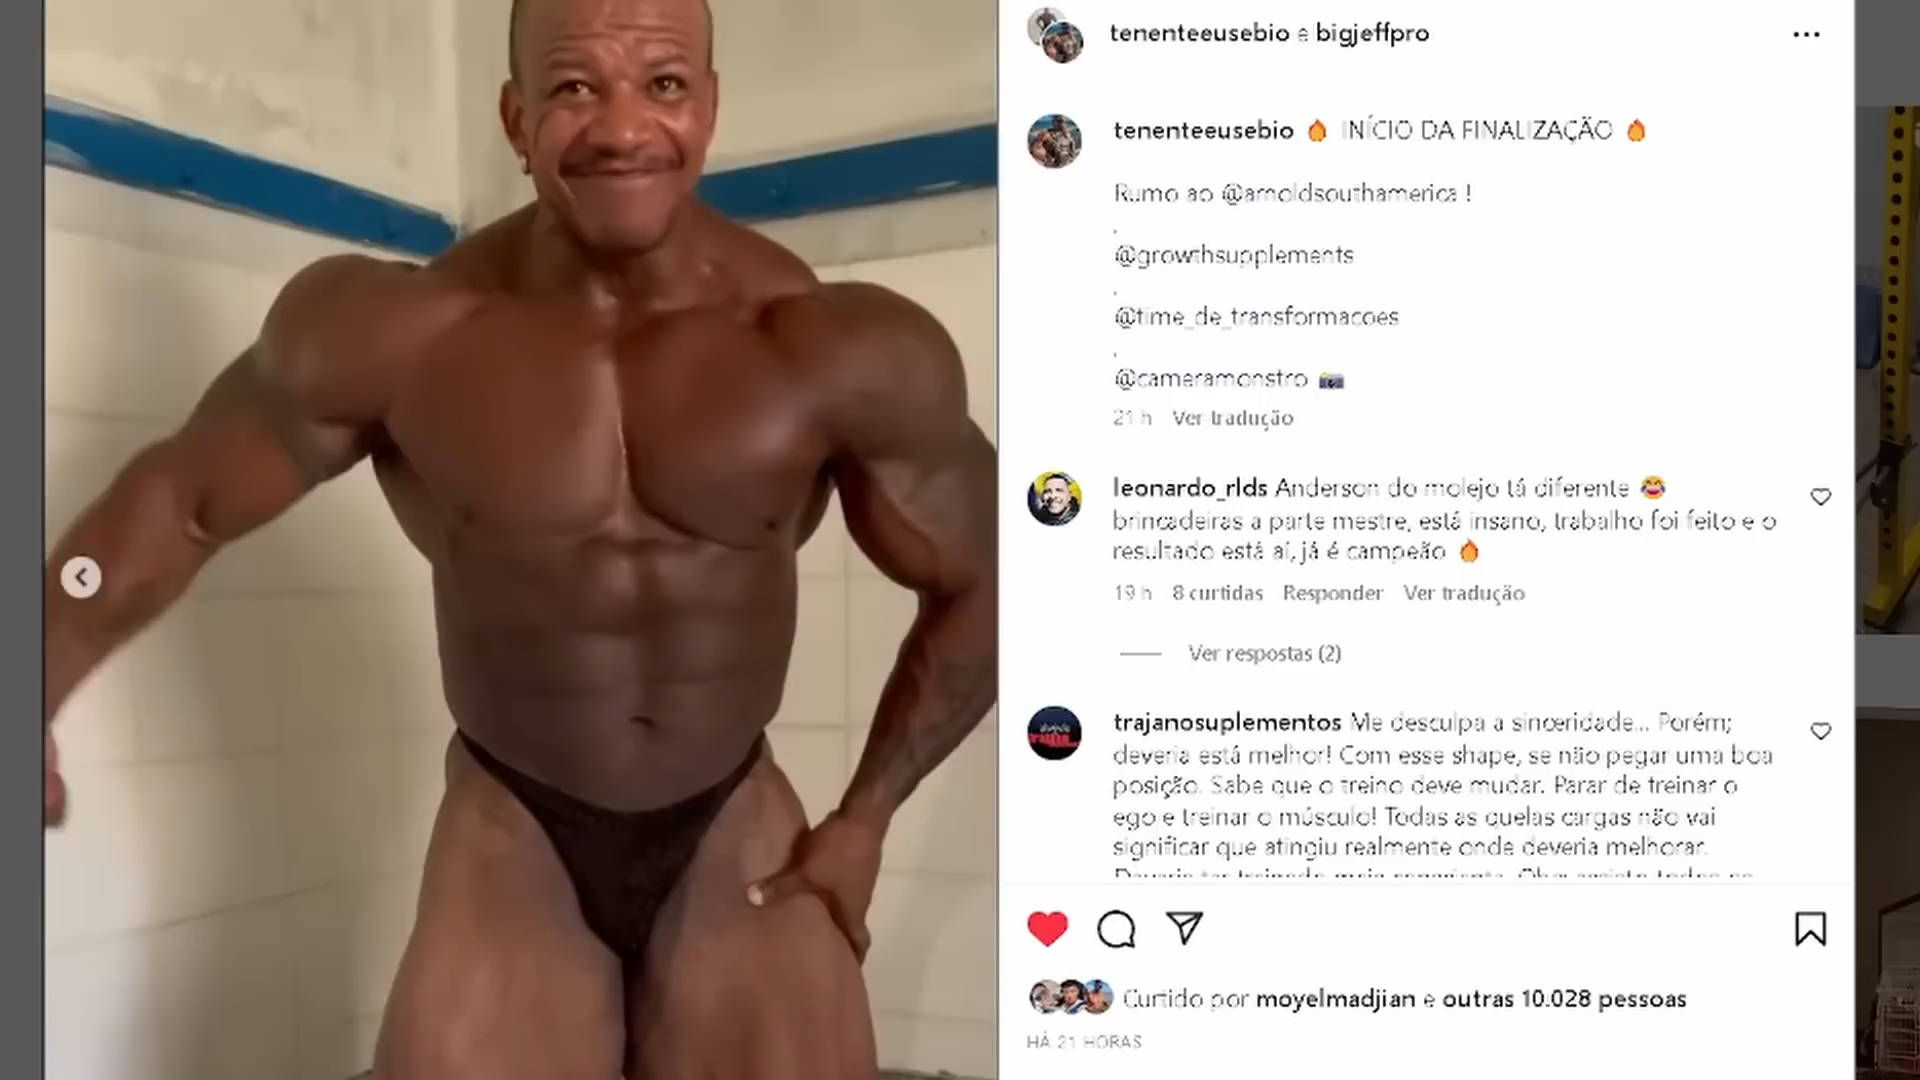 tenenteeusebio e bigjeffpro
tenenteeusebio 🔥 INÍCIO DA FINALIZAÇÃO 🔥
Rumo ao @arnoldsouthamerica !
.
@growthsupplements
.
@time_de_transformacoes
.
@cameramonstro 📷
21 h Ver tradução
leonardo_rlds Anderson do molejo tá diferente 😂
brincadeiras a parte mestre, está insano, trabalho foi feito e o
resultado está aí, já é campeão 🔥
19 h 8 curtidas Responder Ver tradução
Ver respostas (2)
trajanosuplementos Me desculpa a sinceridade... Porém;
deveria está melhor! Com esse shape, se não pegar uma boa
posição. Sabe que o treino deve mudar. Parar de treinar o
ego e treinar o músculo! Todas as quelas cargas não vai
significar que atingiu realmente onde deveria melhorar.
Curtido por moyelmadjian e outras 10.028 pessoas
HÁ 21 HORAS